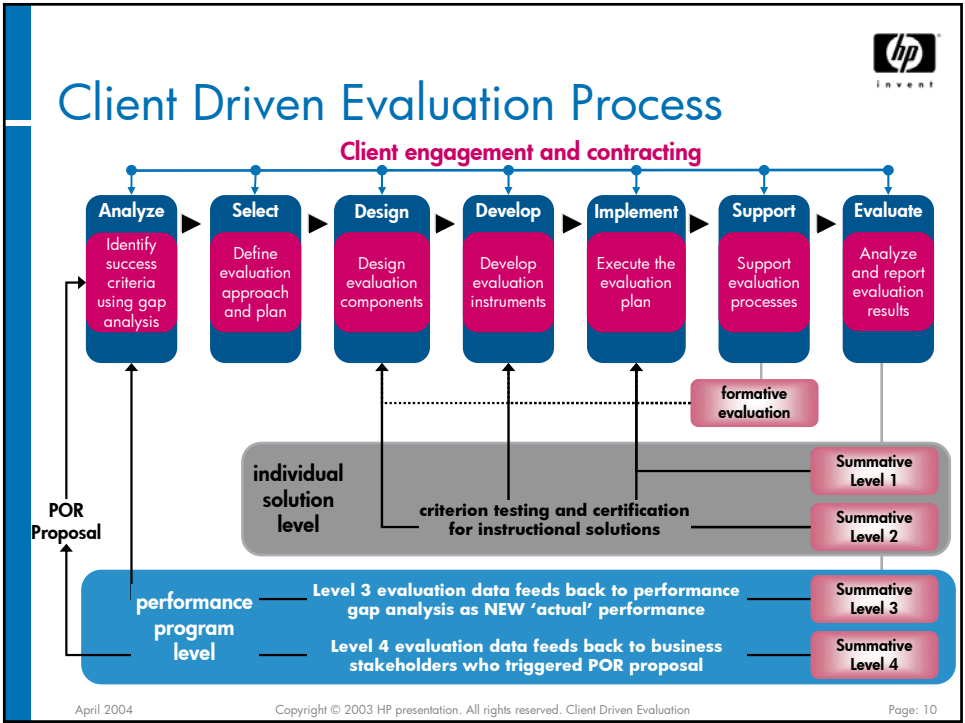 hp
invent
Client Driven Evaluation Process
Client engagement and contracting
Analyze
Identify
success
criteria
using gap
analysis
Select
Define
evaluation
approach
and plan
Design
Design
evaluation
components
Develop
Develop
evaluation
instruments
Implement
Execute the
evaluation
plan
Support
Support
evaluation
processes
Evaluate
Analyze
and report
evaluation
results
formative
evaluation
individual
solution
level
Summative
Level 1
criterion testing and certification
for instructional solutions
Summative
Level 2
POR
Proposal
performance
program
level
Level 3 evaluation data feeds back to performance
gap analysis as NEW ‘actual’ performance
Summative
Level 3
Level 4 evaluation data feeds back to business
stakeholders who triggered POR proposal
Summative
Level 4
April 2004
Copyright © 2003 HP presentation. All rights reserved. Client Driven Evaluation
Page: 10